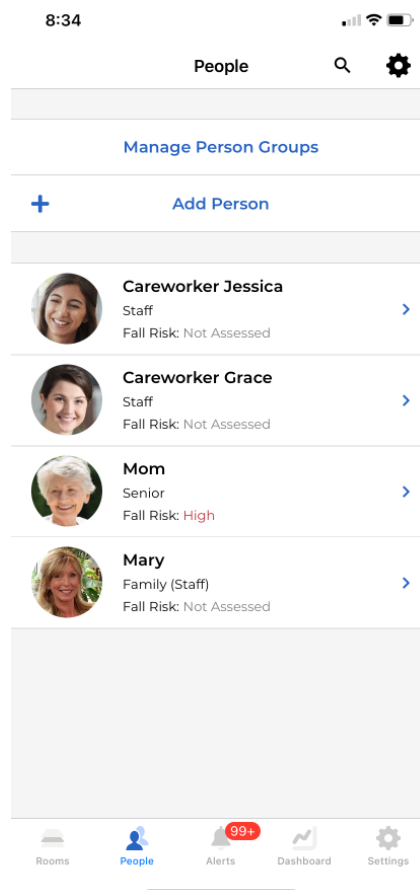 8:34
People
Manage Person Groups
+ Add Person
Careworker Jessica
Staff
Fall Risk: Not Assessed
Careworker Grace
Staff
Fall Risk: Not Assessed
Mom
Senior
Fall Risk: High
Mary
Family (Staff)
Fall Risk: Not Assessed
99+
Rooms People Alerts Dashboard Settings